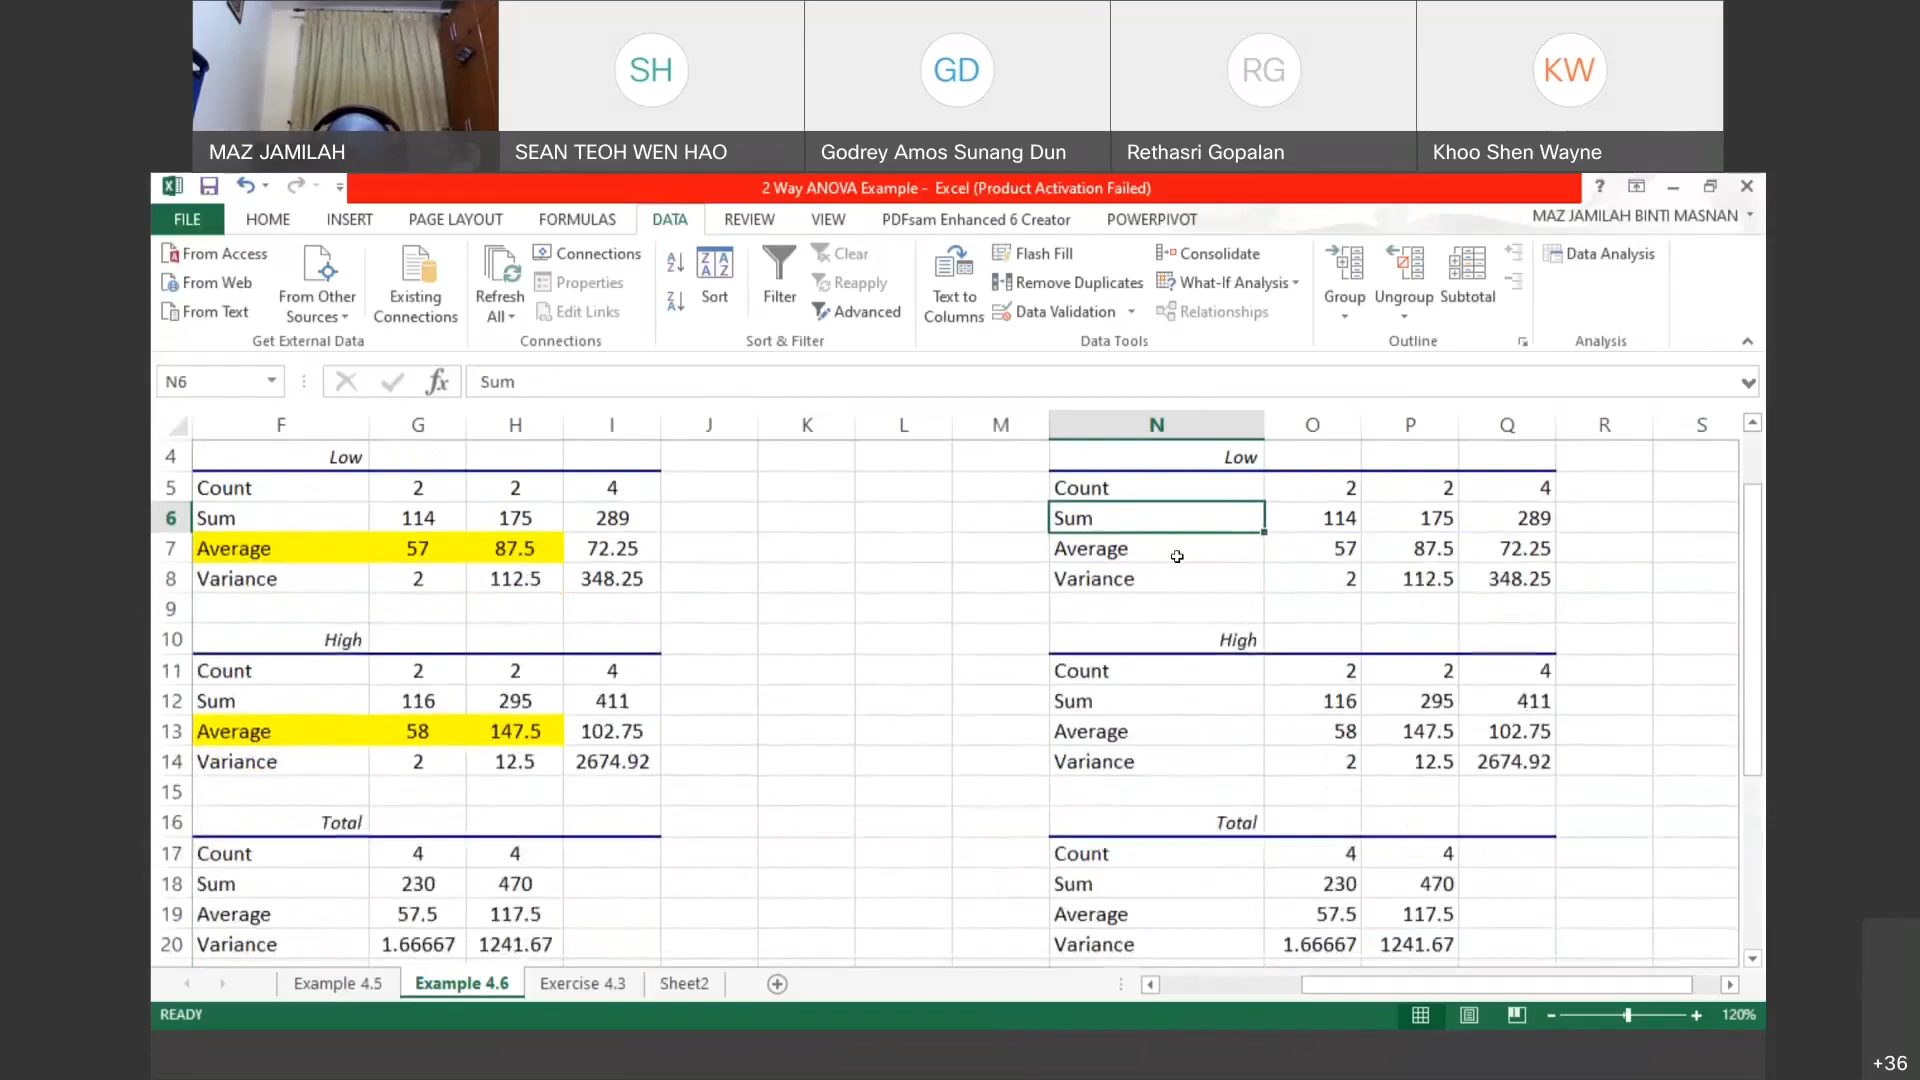 SH GD RG KW
MAZ JAMILAH SEAN TEOH WEN HAO Godrey Amos Sunang Dun Rethasri Gopalan Khoo Shen Wayne
2 Way ANOVA Example - Excel (Product Activation Failed) ?
FILE HOME INSERT PAGE LAYOUT FORMULAS DATA REVIEW VIEW PDFsam Enhanced 6 Creator POWERPIVOT MAZ JAMILAH BINTI MASNAN
From Access
From Web
From Text
From Other Sources
Existing Connections
Get External Data
Refresh All
Connections
Properties
Edit Links
Connections
Sort
Filter
Clear
Reapply
Advanced
Sort & Filter
Text to Columns
Flash Fill
Remove Duplicates
Data Validation
Consolidate
What-If Analysis
Relationships
Data Tools
Group Ungroup Subtotal
Outline
Data Analysis
Analysis
N6 fx Sum
F G H I J K L M N O P Q R S
4 Low Low
5 Count 2 2 4 Count 2 2 4
6 Sum 114 175 289 Sum 114 175 289
7 Average 57 87.5 72.25 Average 57 87.5 72.25
8 Variance 2 112.5 348.25 Variance 2 112.5 348.25
9
10 High High
11 Count 2 2 4 Count 2 2 4
12 Sum 116 295 411 Sum 116 295 411
13 Average 58 147.5 102.75 Average 58 147.5 102.75
14 Variance 2 12.5 2674.92 Variance 2 12.5 2674.92
15
16 Total Total
17 Count 4 4 Count 4 4
18 Sum 230 470 Sum 230 470
19 Average 57.5 117.5 Average 57.5 117.5
20 Variance 1.66667 1241.67 Variance 1.66667 1241.67
Example 4.5 Example 4.6 Exercise 4.3 Sheet2
READY 120%
+36